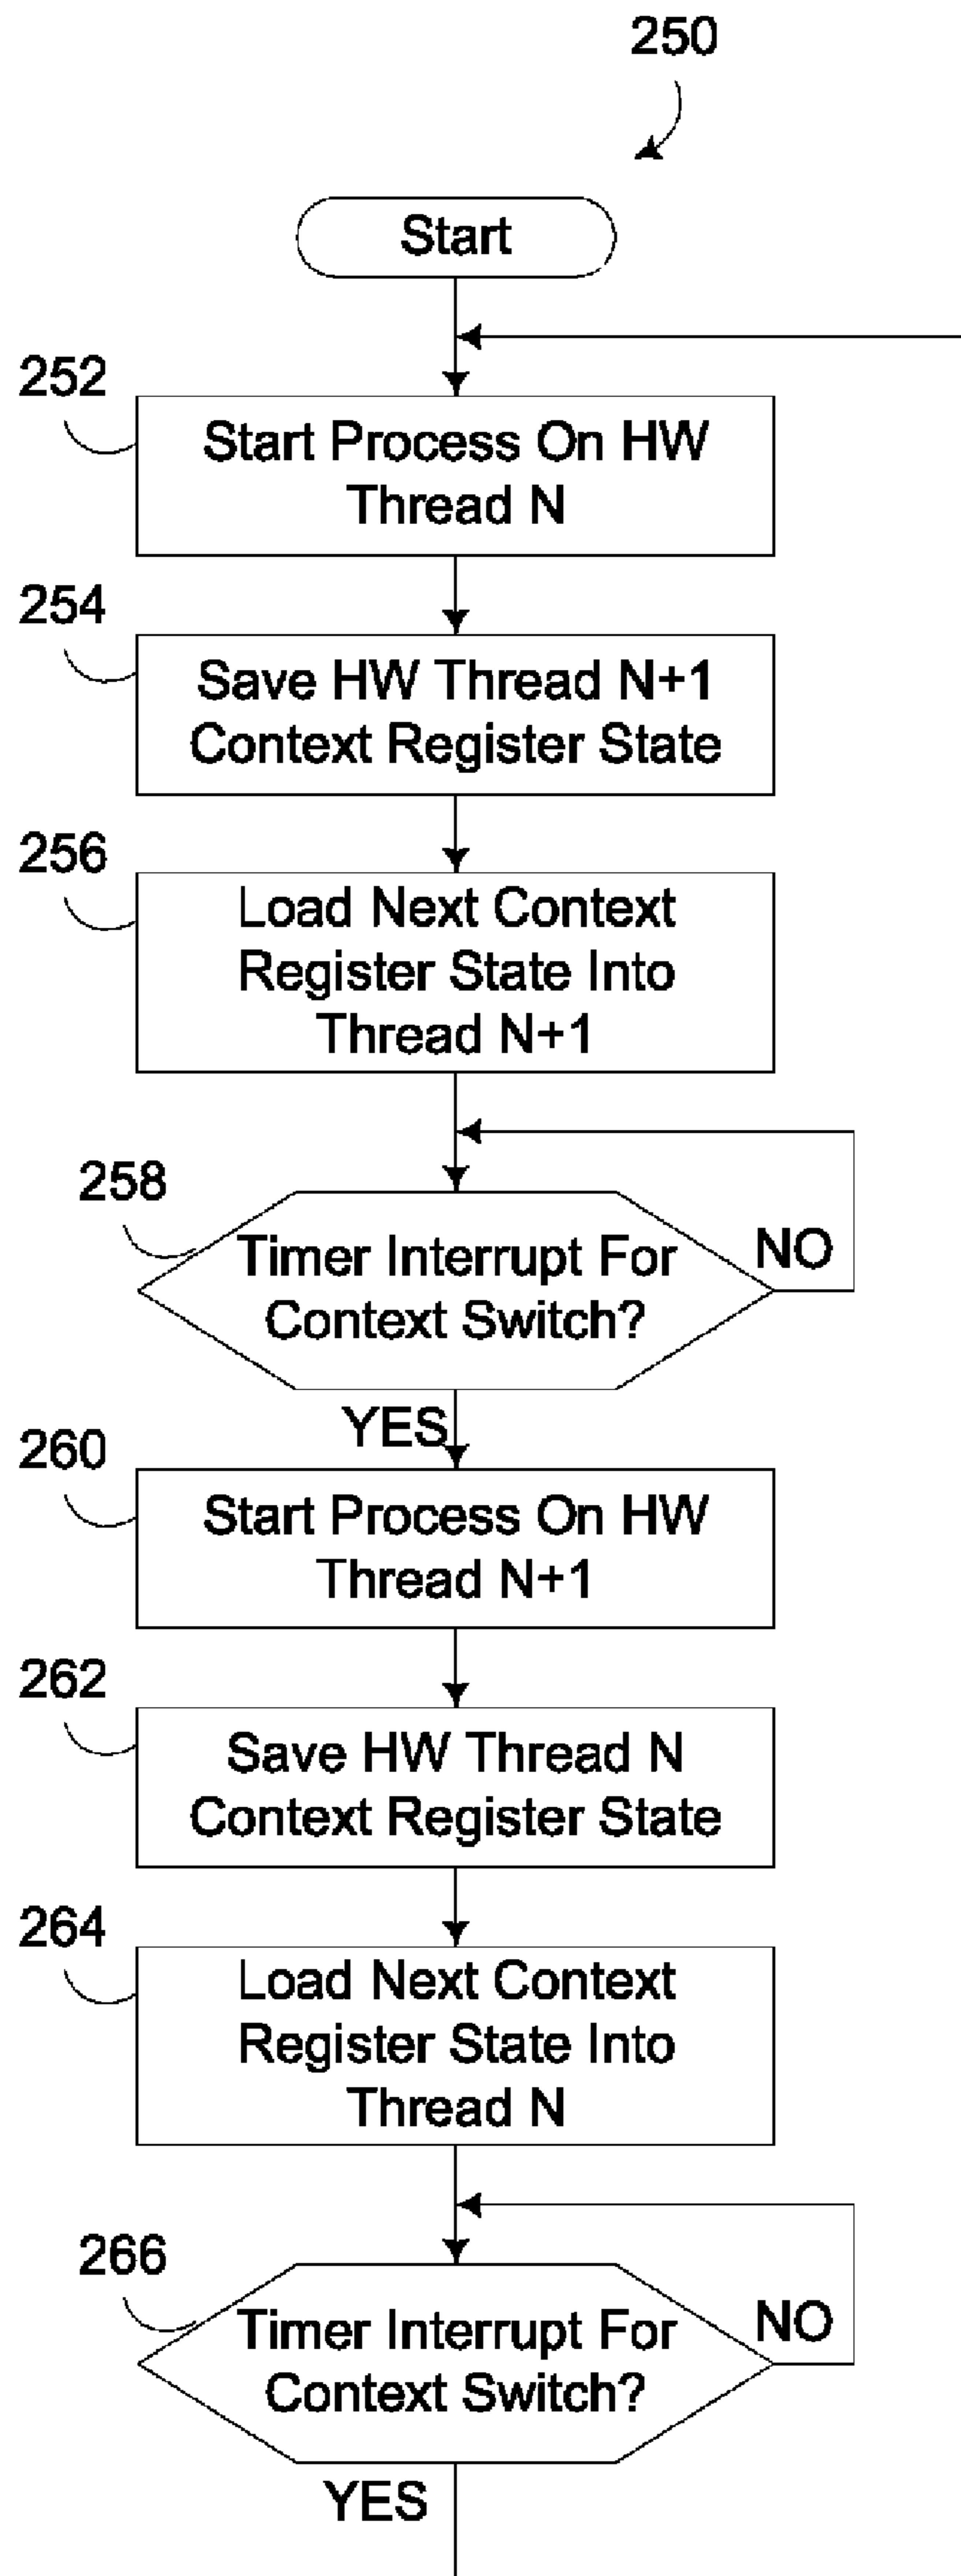 250
Start
252
Start Process On HW
Thread N
254
Save HW Thread N+1
Context Register State
256
Load Next Context
Register State Into
Thread N+1
258
Timer Interrupt For
Context Switch?
NO
YES
260
Start Process On HW
Thread N+1
262
Save HW Thread N
Context Register State
264
Load Next Context
Register State Into
Thread N
266
Timer Interrupt For
Context Switch?
NO
YES